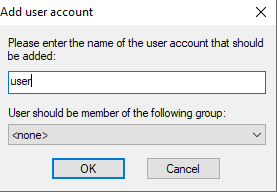 Add user account
Please enter the name of the user account that should
be added:
user
User should be member of the following group:
<none>
OK
Cancel